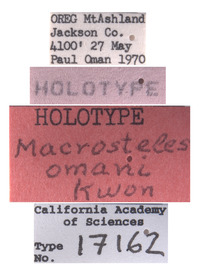 OREG MtAshland
Jackson Co.
4100' 27 May
Paul Oman 1970
HOLOTYPE
HOLOTYPE
Macrosteles
omani
Kwon
California Academy
of Sciences
Type
No. 17162